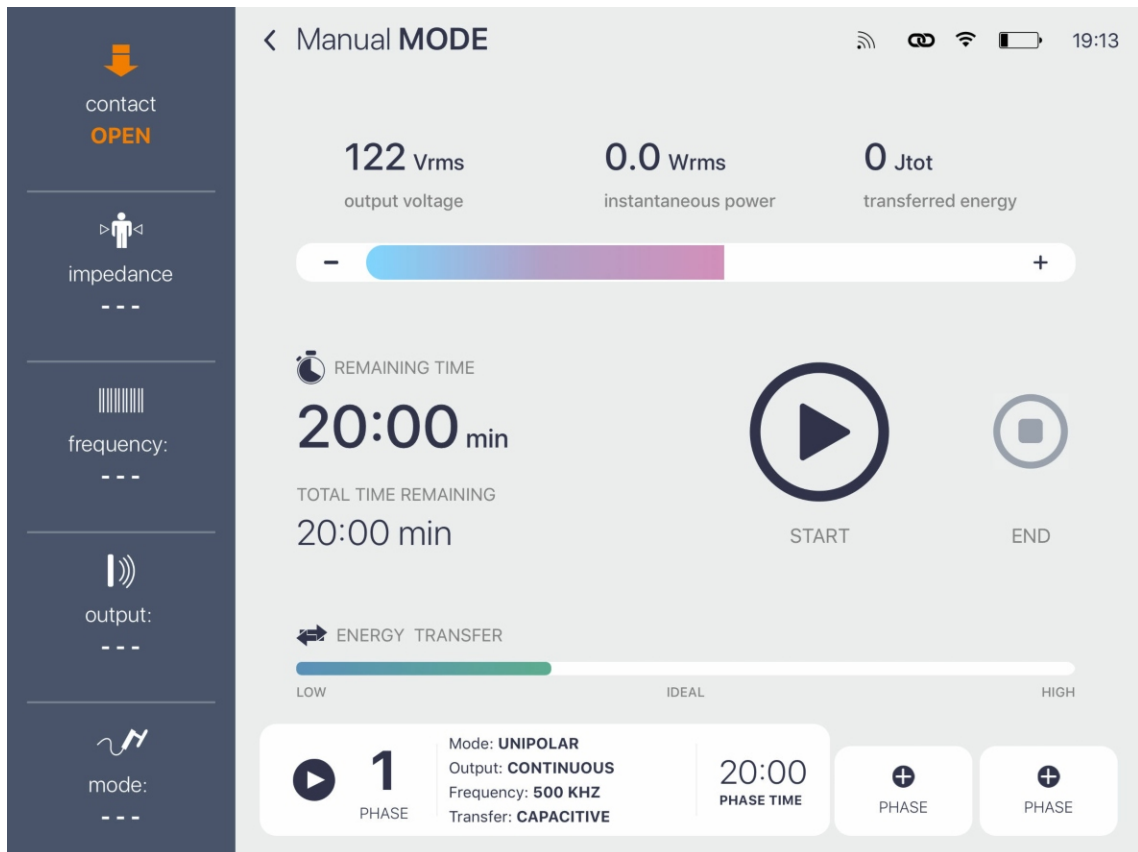 contact
OPEN
impedance
- - -
frequency:
- - -
output:
- - -
mode:
- - -
Manual MODE
19:13
122 Vrms
output voltage
0.0 Wrms
instantaneous power
0 Jtot
transferred energy
-
+
REMAINING TIME
20:00 min
TOTAL TIME REMAINING
20:00 min
START
END
ENERGY TRANSFER
LOW
IDEAL
HIGH
1
PHASE
Mode: UNIPOLAR
Output: CONTINUOUS
Frequency: 500 KHZ
Transfer: CAPACITIVE
20:00
PHASE TIME
PHASE
PHASE